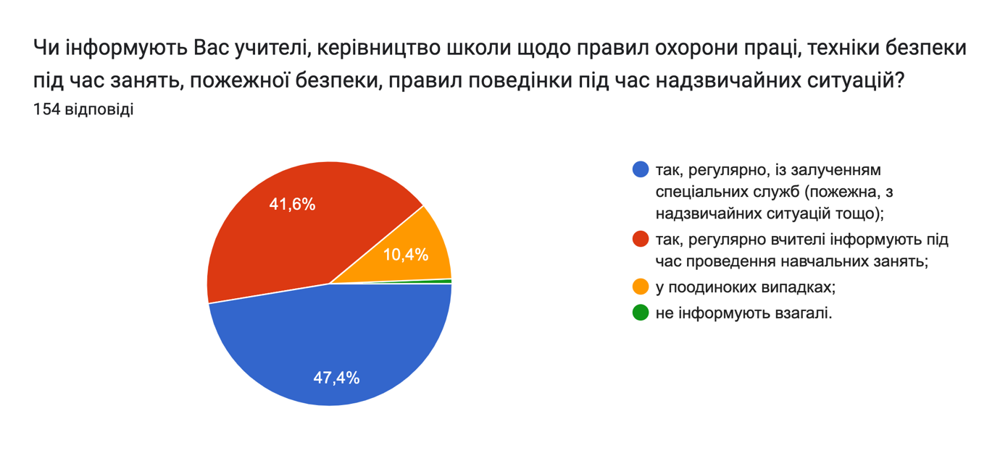 Чи інформують Вас учителі, керівництво школи щодо правил охорони праці, техніки безпеки
під час занять, пожежної безпеки, правил поведінки під час надзвичайних ситуацій?
154 відповіді
41,6%
10,4%
47,4%
так, регулярно, із залученням
спеціальних служб (пожежна, з
надзвичайних ситуацій тощо);
так, регулярно вчителі інформують під
час проведення навчальних занять;
у поодиноких випадках;
не інформують взагалі.